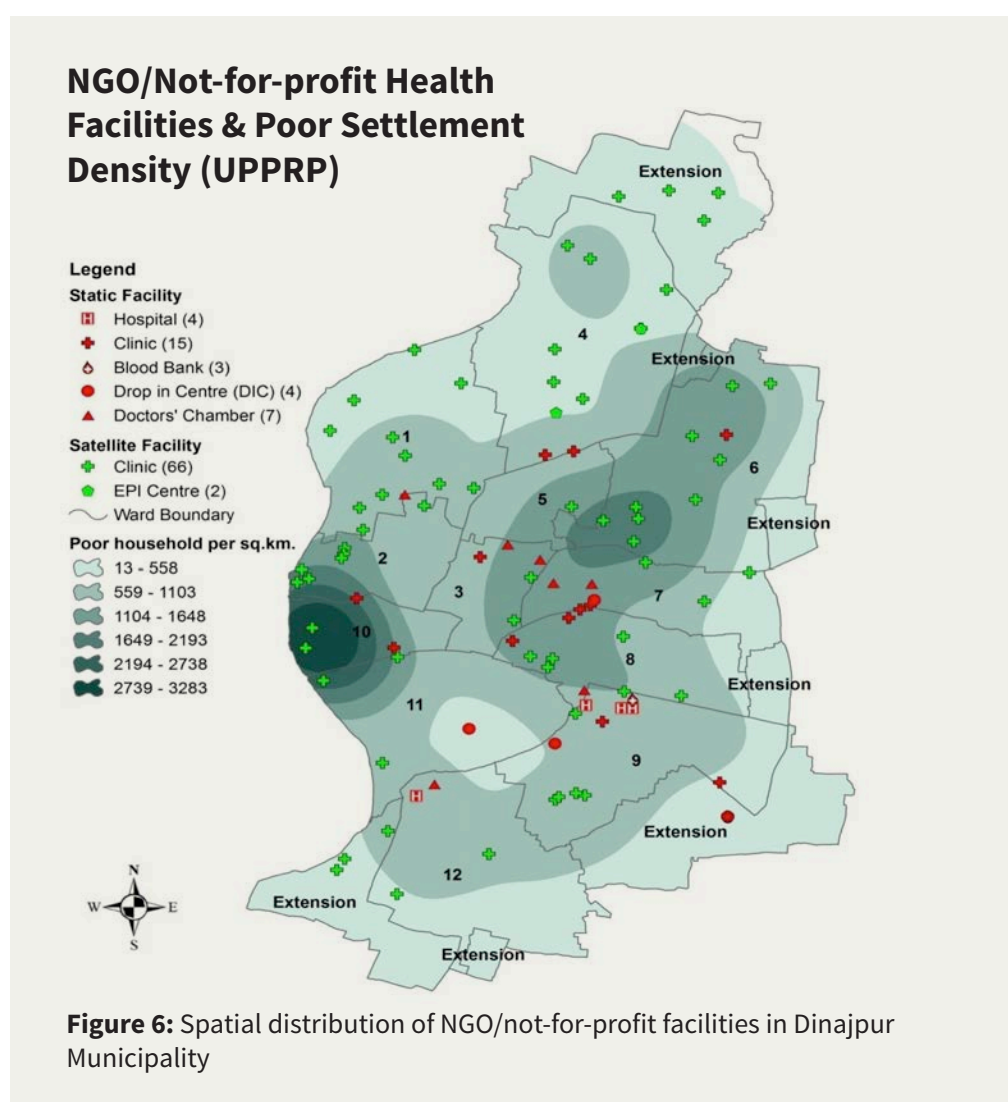 NGO/Not-for-profit Health
Facilities & Poor Settlement
Density (UPPRP)
Legend
Static Facility
H Hospital (4)
Clinic (15)
Blood Bank (3)
Drop in Centre (DIC) (4)
Doctors' Chamber (7)
Satellite Facility
Clinic (66)
EPI Centre (2)
Ward Boundary
Poor household per sq.km.
13 - 558
559 - 1103
1104 - 1648
1649 - 2193
2194 - 2738
2739 - 3283
Extension
4
Extension
1
6
5
Extension
2
3
7
10
8
Extension
11
H
H H
9
H
Extension
12
Extension
Extension
N
W E
S
Figure 6: Spatial distribution of NGO/not-for-profit facilities in Dinajpur
Municipality